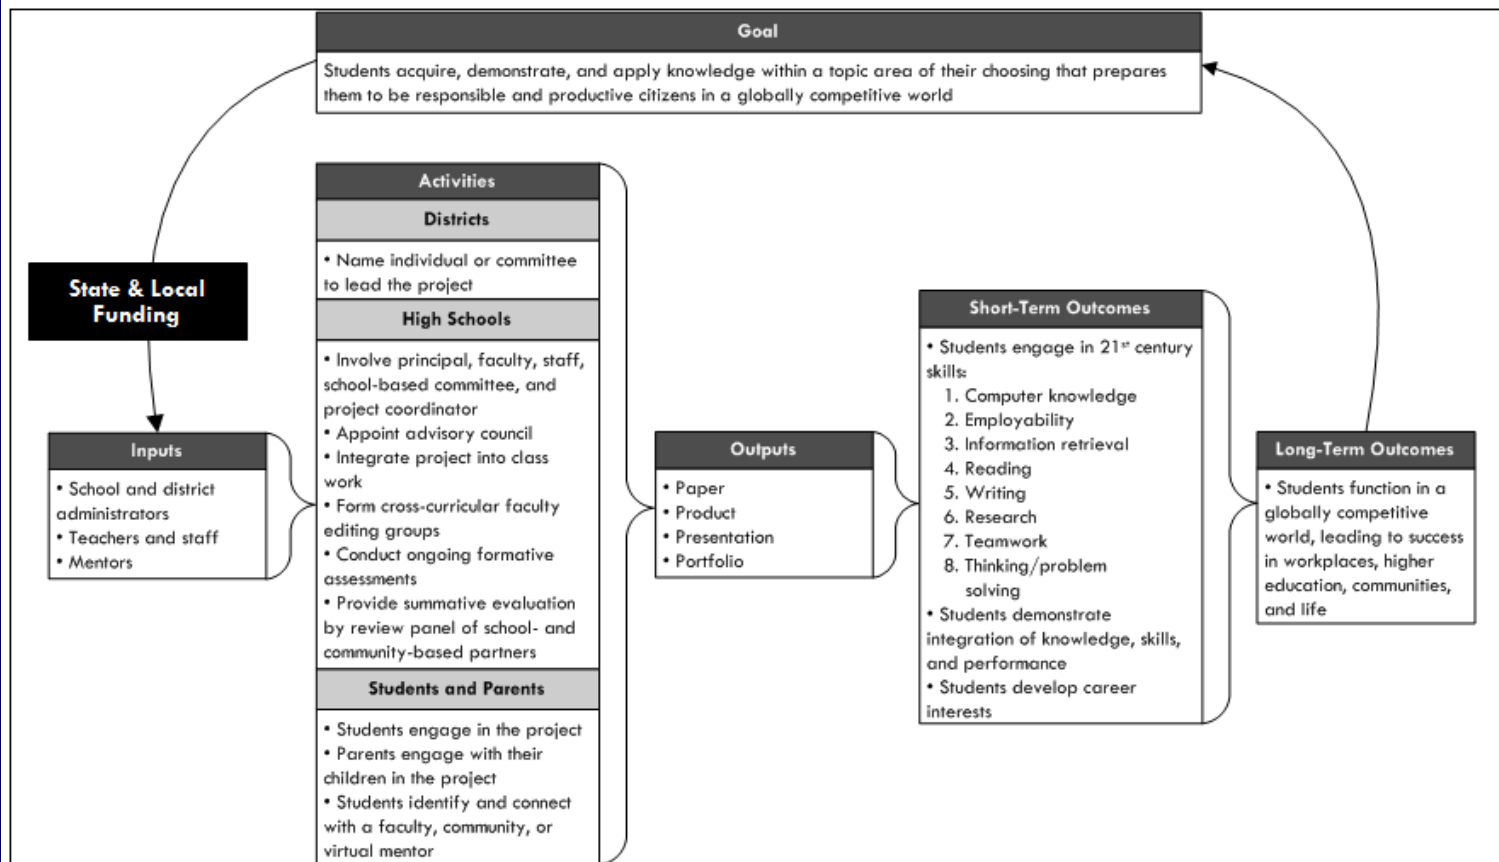 Goal
Students acquire, demonstrate, and apply knowledge within a topic area of their choosing that prepares
them to be responsible and productive citizens in a globally competitive world
State & Local
Funding
Inputs
• School and district
administrators
• Teachers and staff
• Mentors
Activities
Districts
• Name individual or committee
to lead the project
High Schools
• Involve principal, faculty, staff,
school-based committee, and
project coordinator
• Appoint advisory council
• Integrate project into class
work
• Form cross-curricular faculty
editing groups
• Conduct ongoing formative
assessments
• Provide summative evaluation
by review panel of school- and
community-based partners
Students and Parents
• Students engage in the project
• Parents engage with their
children in the project
• Students identify and connect
with a faculty, community, or
virtual mentor
Outputs
• Paper
• Product
• Presentation
• Portfolio
Short-Term Outcomes
• Students engage in 21st century
skills:
1. Computer knowledge
2. Employability
3. Information retrieval
4. Reading
5. Writing
6. Research
7. Teamwork
8. Thinking/problem
solving
• Students demonstrate
integration of knowledge, skills,
and performance
• Students develop career
interests
Long-Term Outcomes
• Students function in a
globally competitive
world, leading to success
in workplaces, higher
education, communities,
and life